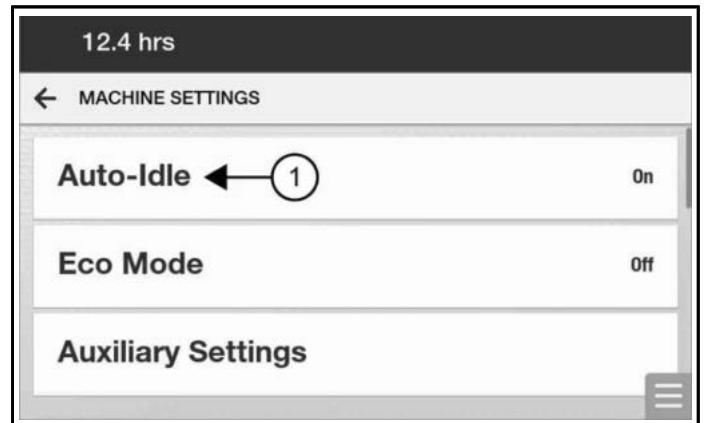 12.4 hrs
← MACHINE SETTINGS
Auto-Idle 1 On
Eco Mode Off
Auxiliary Settings